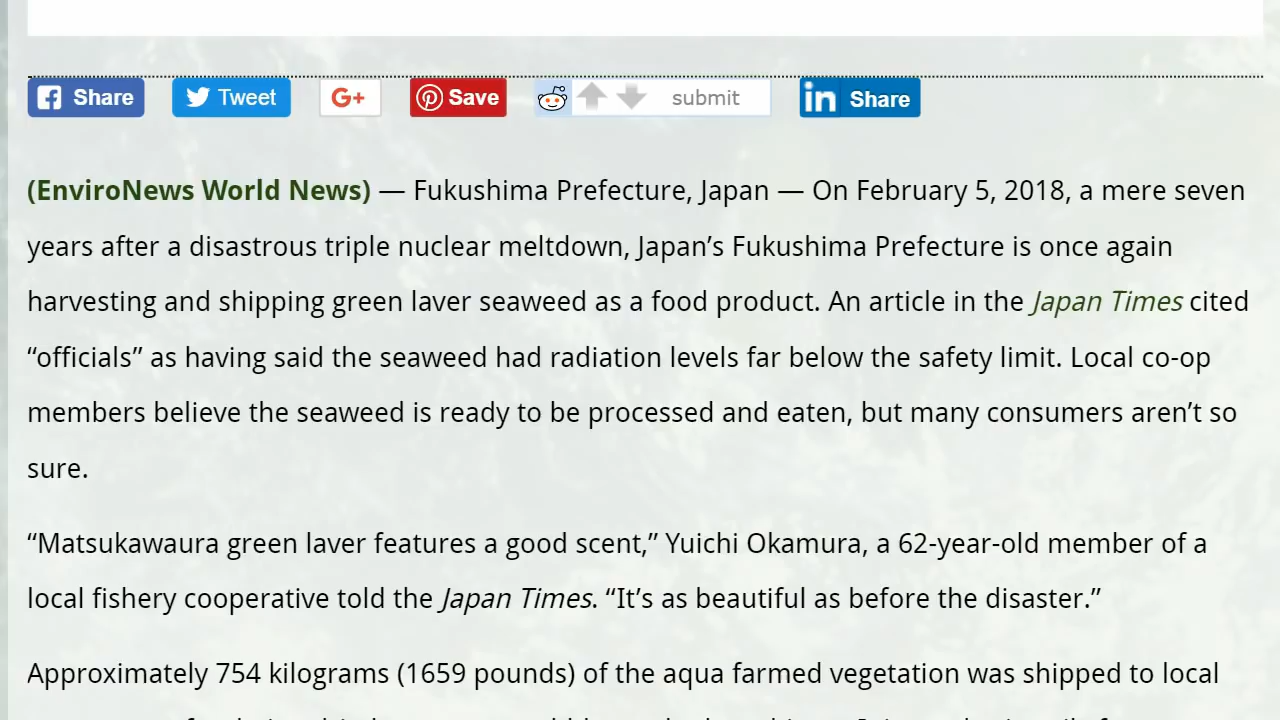 Share Tweet G+ Save submit in Share
(EnviroNews World News) — Fukushima Prefecture, Japan — On February 5, 2018, a mere seven
years after a disastrous triple nuclear meltdown, Japan’s Fukushima Prefecture is once again
harvesting and shipping green laver seaweed as a food product. An article in the Japan Times cited
“officials” as having said the seaweed had radiation levels far below the safety limit. Local co-op
members believe the seaweed is ready to be processed and eaten, but many consumers aren’t so
sure.
“Matsukawaura green laver features a good scent,” Yuichi Okamura, a 62-year-old member of a
local fishery cooperative told the Japan Times. “It’s as beautiful as before the disaster.”
Approximately 754 kilograms (1659 pounds) of the aqua farmed vegetation was shipped to local